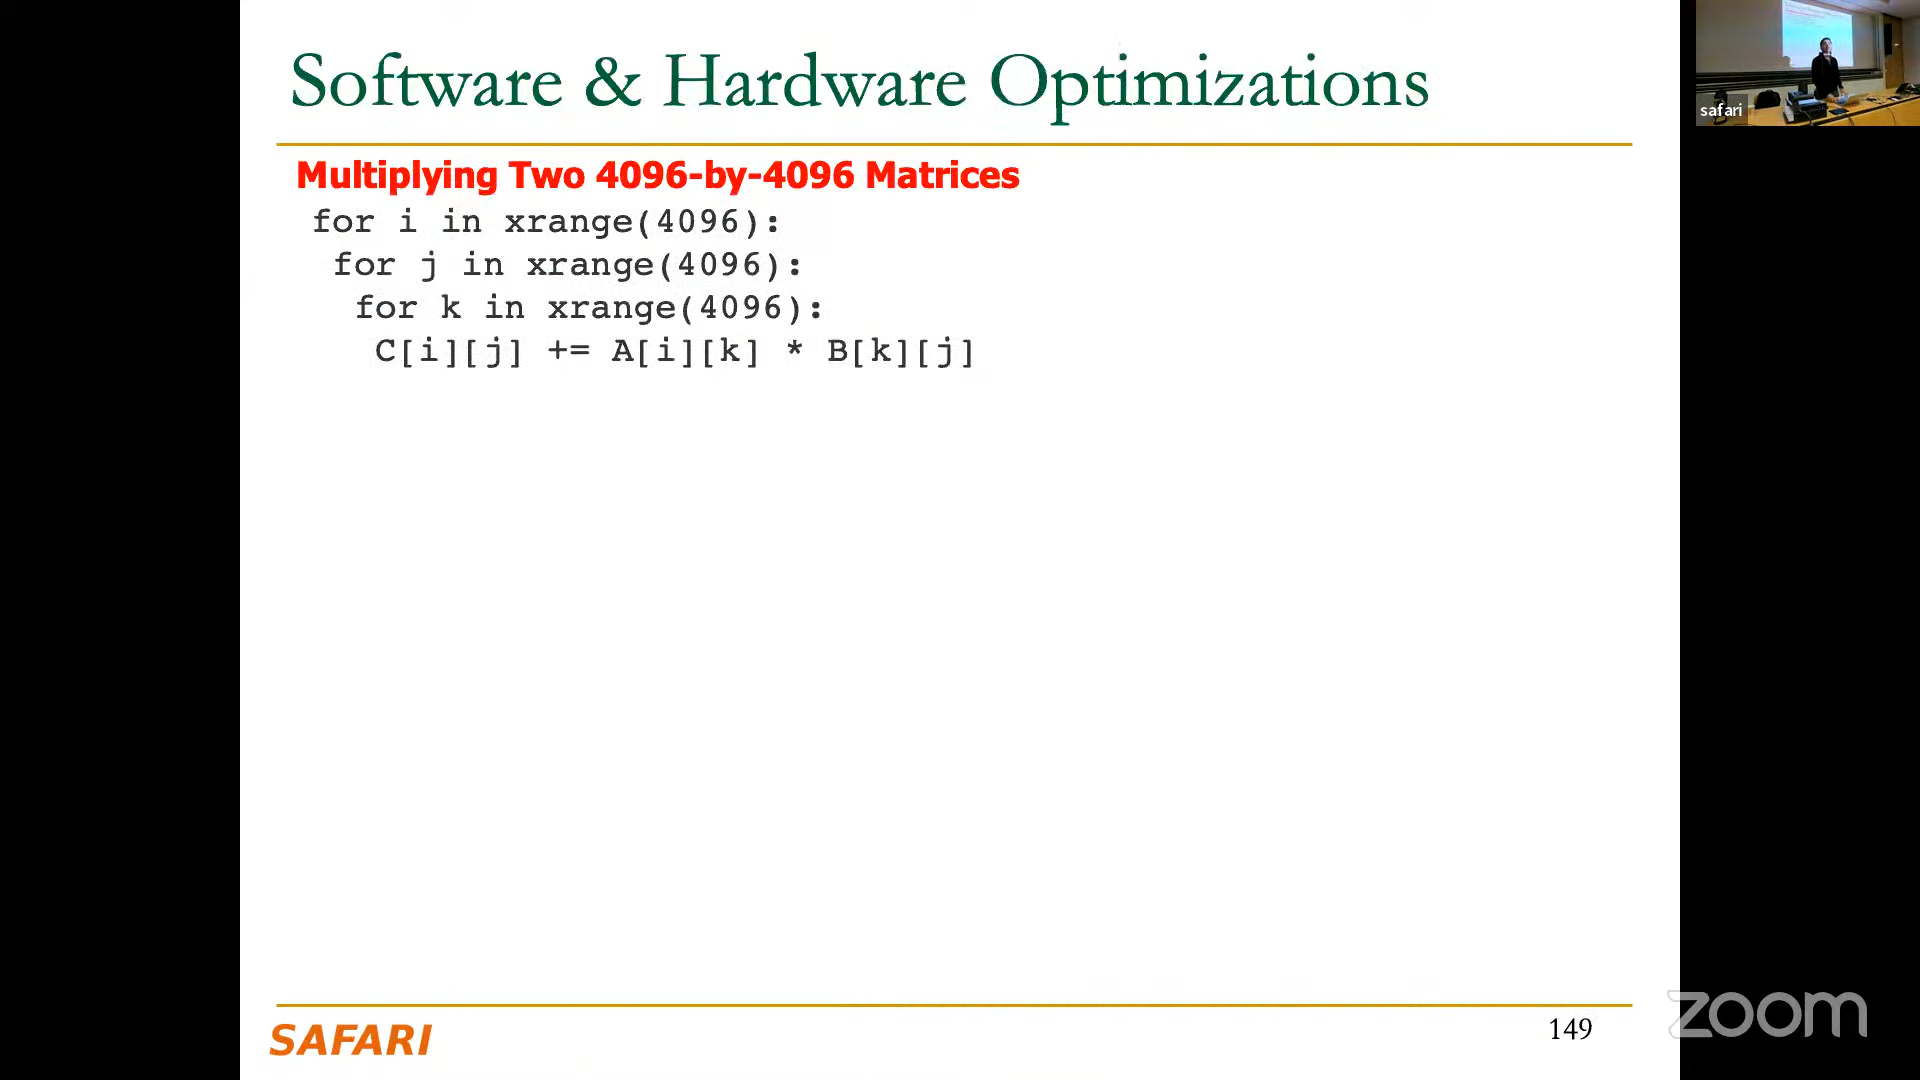 Software & Hardware Optimizations
safari
Multiplying Two 4096-by-4096 Matrices
for i in xrange(4096):
for j in xrange(4096):
for k in xrange(4096):
C[i][j] += A[i][k] * B[k][j]
SAFARI
149
zoom